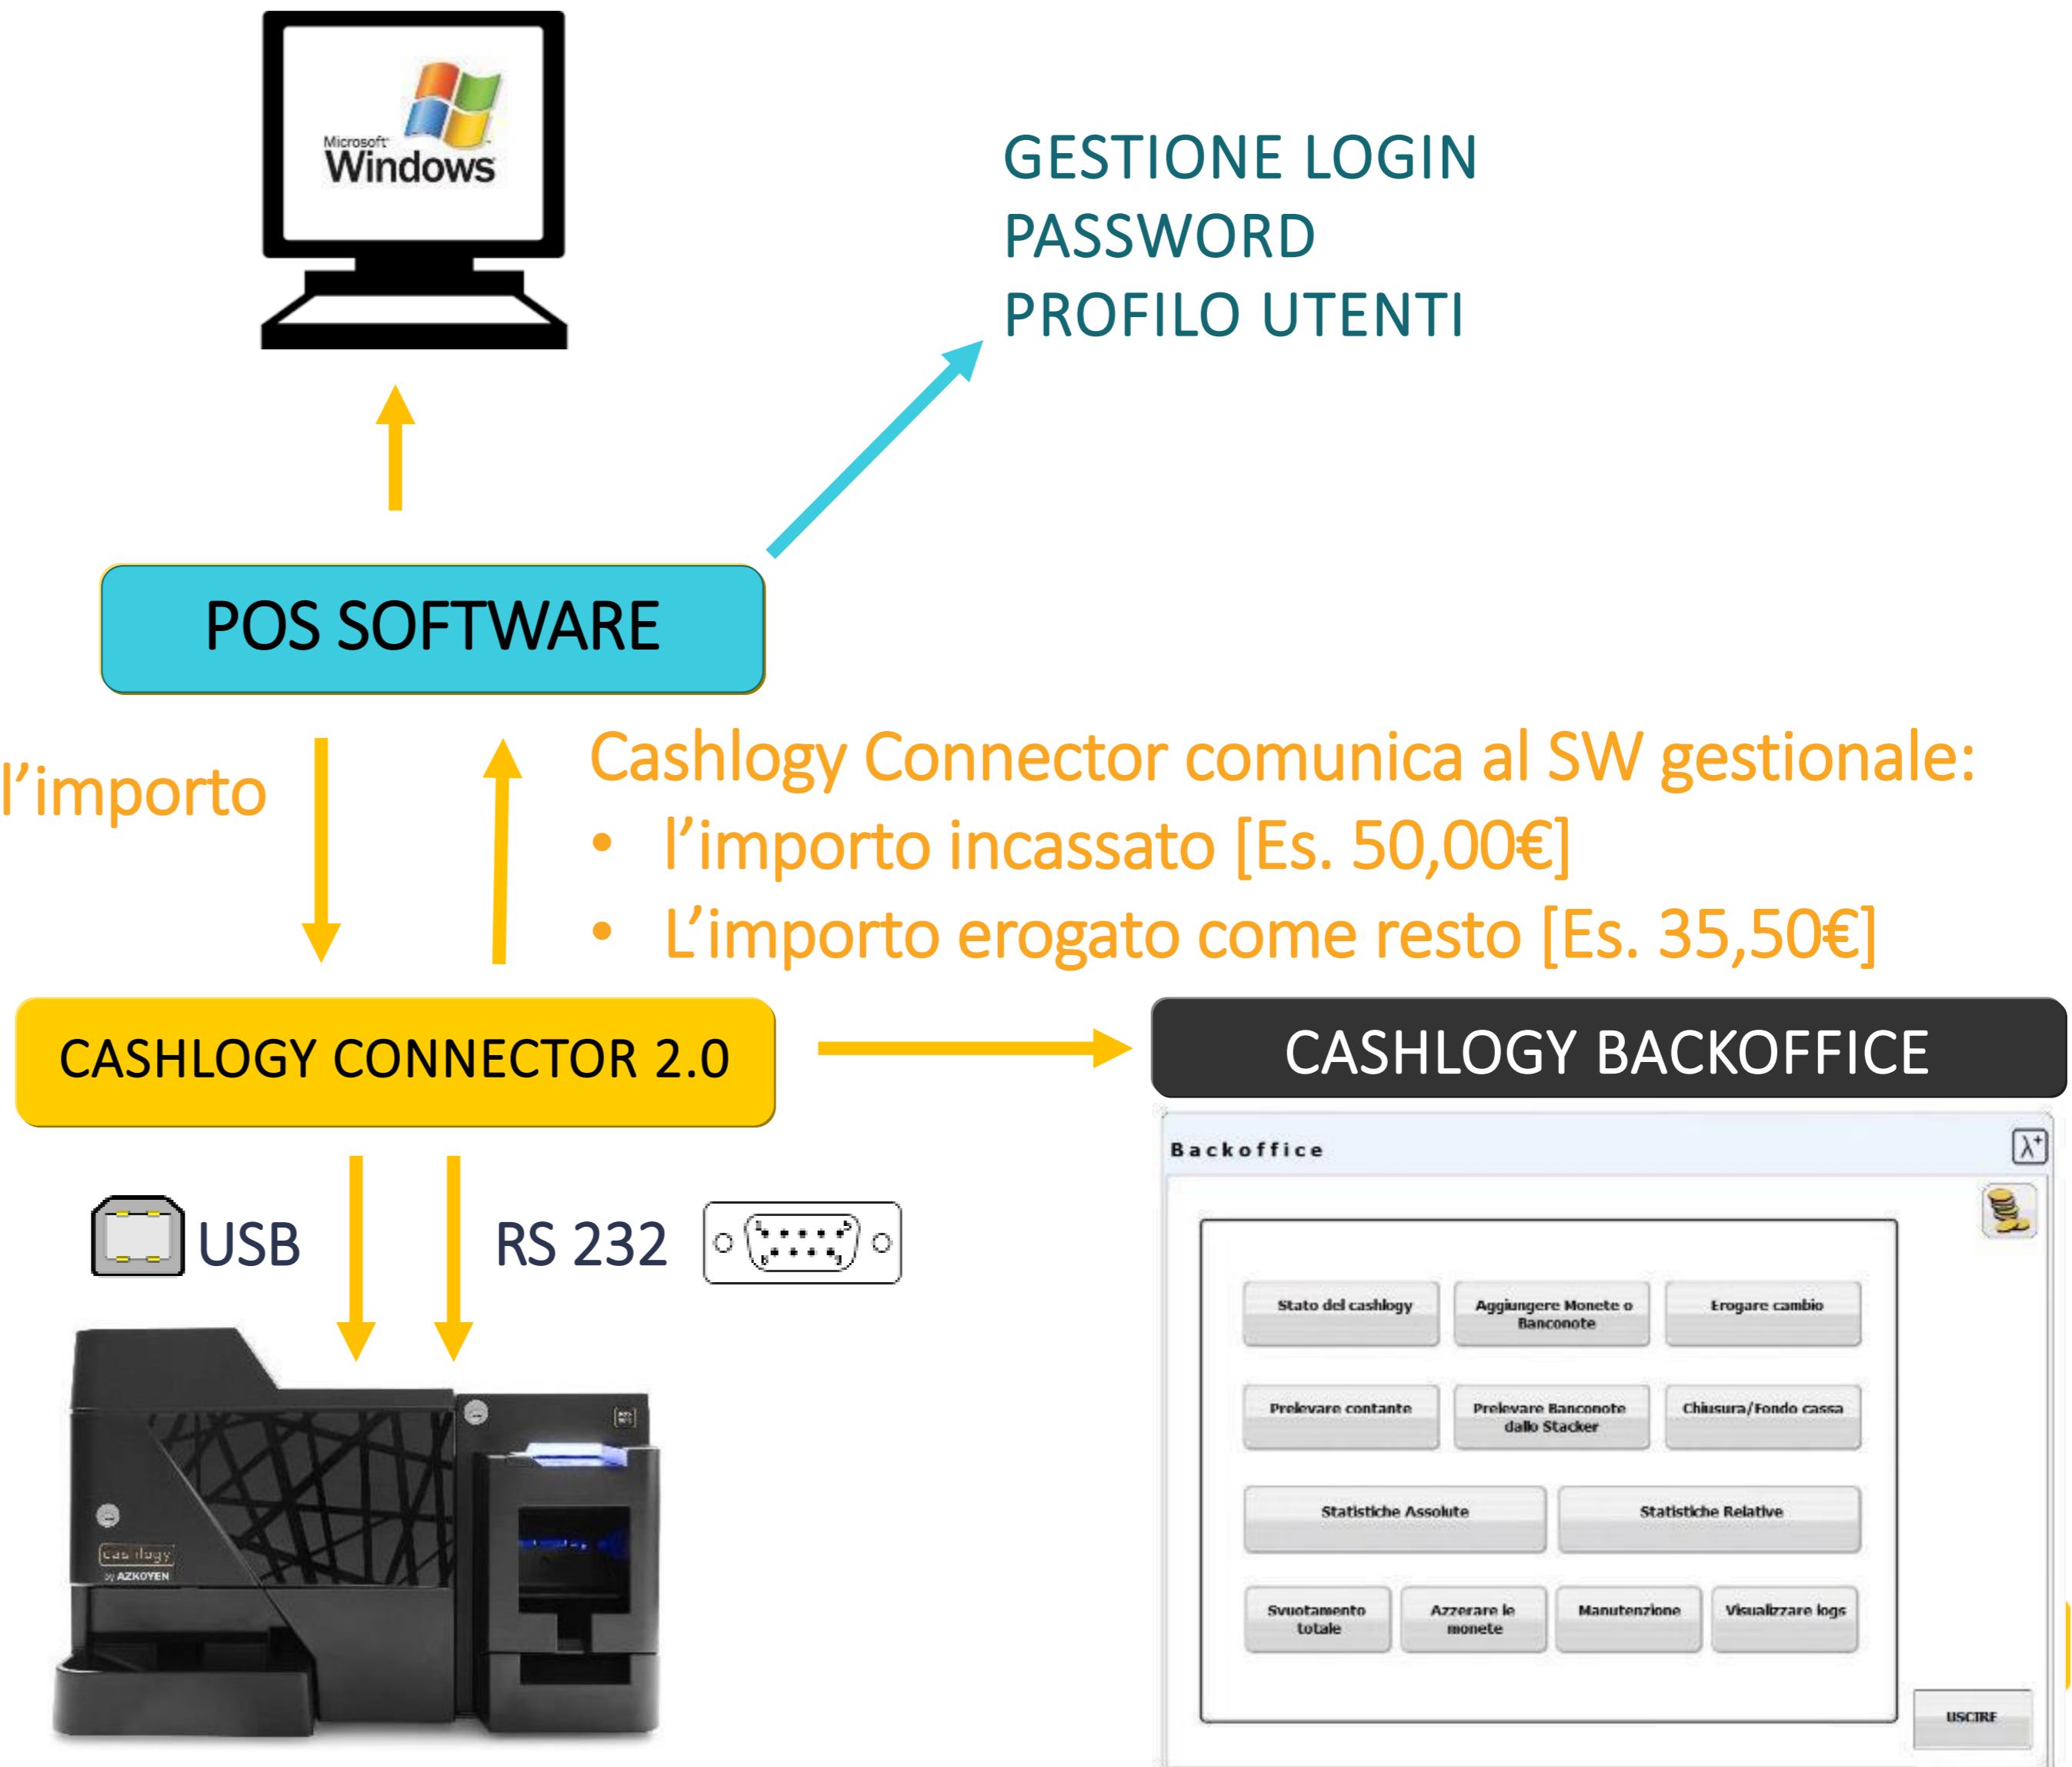 Microsoft
Windows
GESTIONE LOGIN
PASSWORD
PROFILO UTENTI
POS SOFTWARE
l'importo
Cashlogy Connector comunica al SW gestionale:
• l'importo incassato [Es. 50,00€]
• L'importo erogato come resto [Es. 35,50€]
CASHLOGY CONNECTOR 2.0
CASHLOGY BACKOFFICE
USB
RS 232
cashlogy
by AZKOYEN
Backoffice
λ+
Stato del cashlogy
Aggiungere Monete o
Banconote
Erogare cambio
Prelevare contante
Prelevare Banconote
dallo Stacker
Chiusura/Fondo cassa
Statistiche Assolute
Statistiche Relative
Svuotamento
totale
Azzerare le
monete
Manutenzione
Visualizzare logs
USCIRE